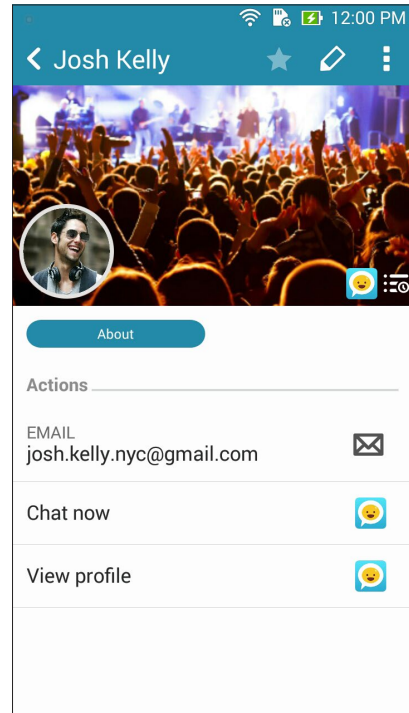 12:00 PM
Josh Kelly
About
Actions
EMAIL
josh.kelly.nyc@gmail.com
Chat now
View profile